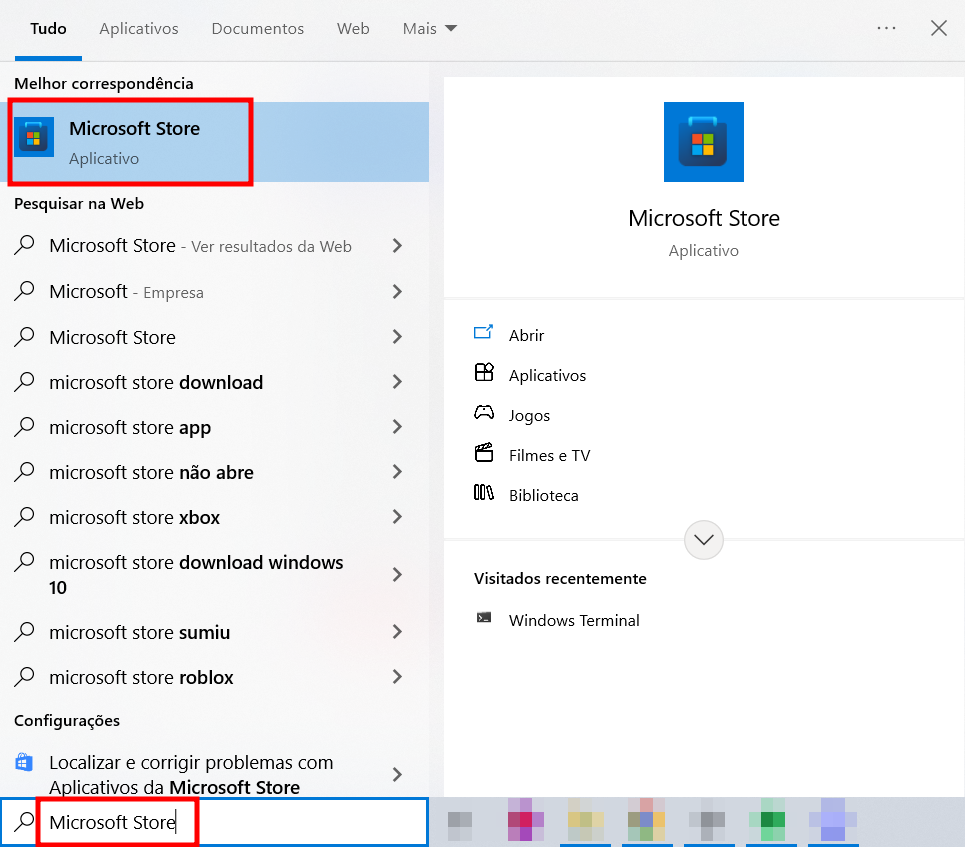 Tudo Aplicativos Documentos Web Mais
Melhor correspondência
Microsoft Store
Aplicativo
Pesquisar na Web
Microsoft Store - Ver resultados da Web
Microsoft - Empresa
Microsoft Store
microsoft store download
microsoft store app
microsoft store não abre
microsoft store xbox
microsoft store download windows
10
microsoft store sumiu
microsoft store roblox
Configurações
Localizar e corrigir problemas com
Aplicativos da Microsoft Store
Microsoft Store
Microsoft Store
Aplicativo
Abrir
Aplicativos
Jogos
Filmes e TV
Biblioteca
Visitados recentemente
Windows Terminal